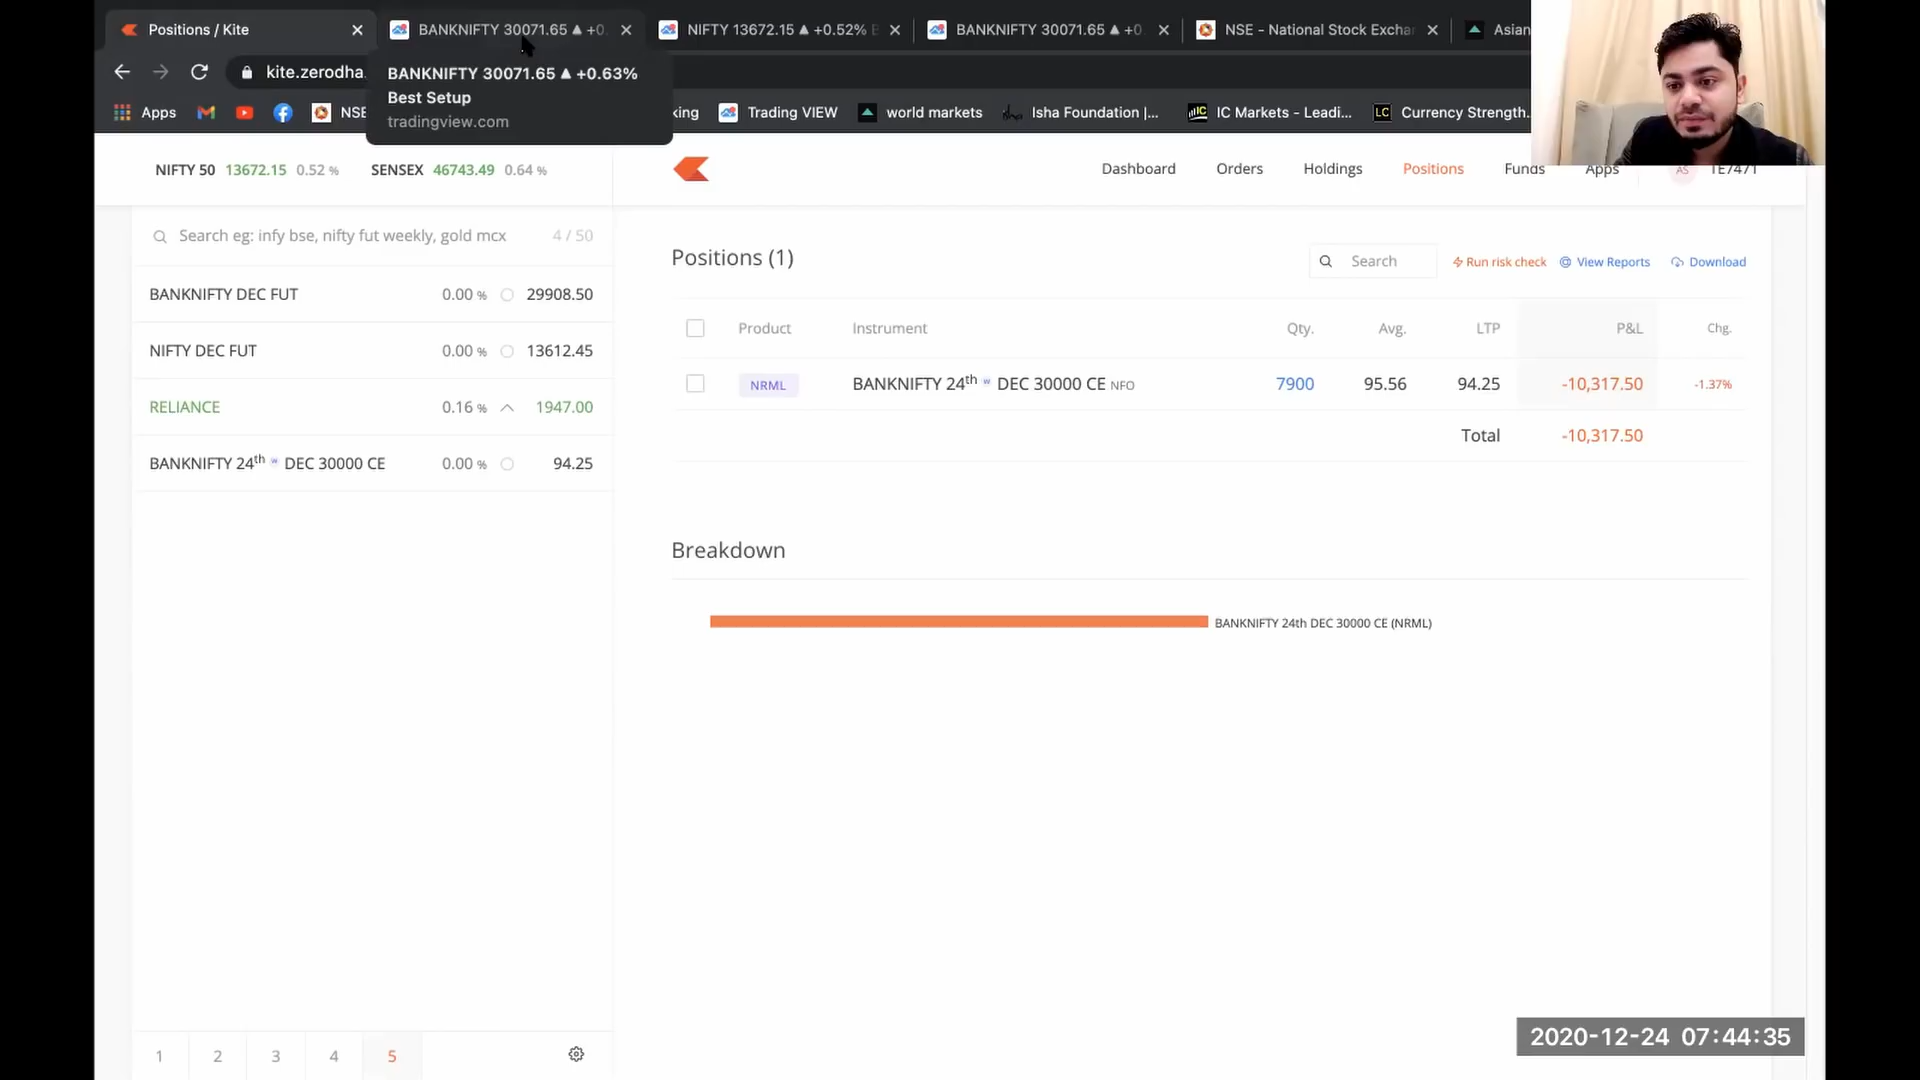 Positions / Kite
BANKNIFTY 30071.65 ▲ +0.
NIFTY 13672.15 ▲ +0.52%
BANKNIFTY 30071.65 ▲ +0.
NSE - National Stock Exchan
Asian
kite.zerodha.
BANKNIFTY 30071.65 ▲ +0.63%
Best Setup
tradingview.com
Apps
NSE
king
Trading VIEW
world markets
Isha Foundation |...
IC Markets - Leadi...
LC
Currency Strength...
NIFTY 50 13672.15 0.52 %
SENSEX 46743.49 0.64 %
Dashboard
Orders
Holdings
Positions
Funds
Apps
AS
TE7471
Search eg: infy bse, nifty fut weekly, gold mcx
4 / 50
BANKNIFTY DEC FUT 0.00 % 29908.50
NIFTY DEC FUT 0.00 % 13612.45
RELIANCE 0.16 % 1947.00
BANKNIFTY 24th w DEC 30000 CE 0.00 % 94.25
1 2 3 4 5
Positions (1)
Search
Run risk check
View Reports
Download
Product Instrument Qty. Avg. LTP P&L Chg.
NRML BANKNIFTY 24th w DEC 30000 CE NFO 7900 95.56 94.25 -10,317.50 -1.37%
Total -10,317.50
Breakdown
BANKNIFTY 24th DEC 30000 CE (NRML)
2020-12-24 07:44:35